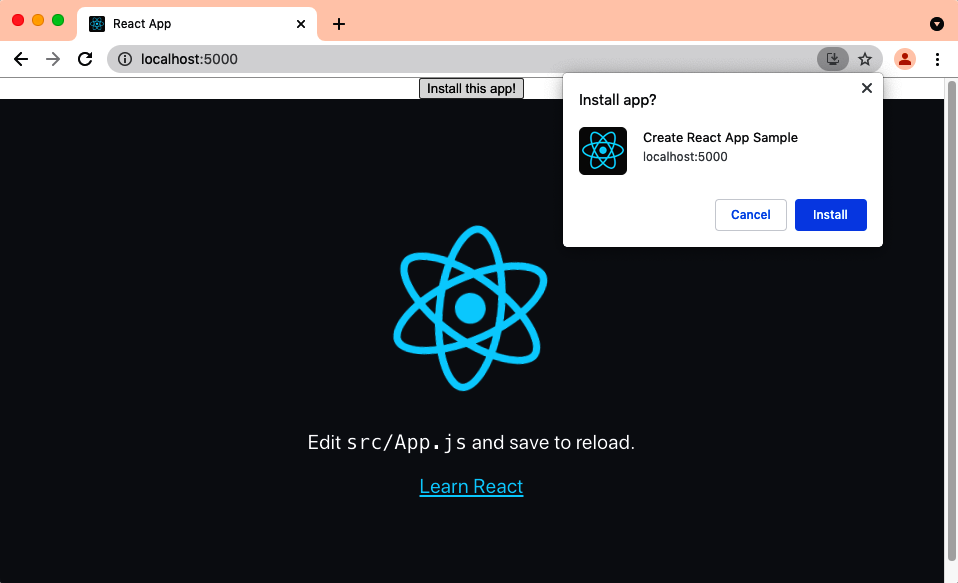 React App
localhost:5000
Install this app!
Install app?
Create React App Sample
localhost:5000
Cancel
Install
Edit src/App.js and save to reload.
Learn React